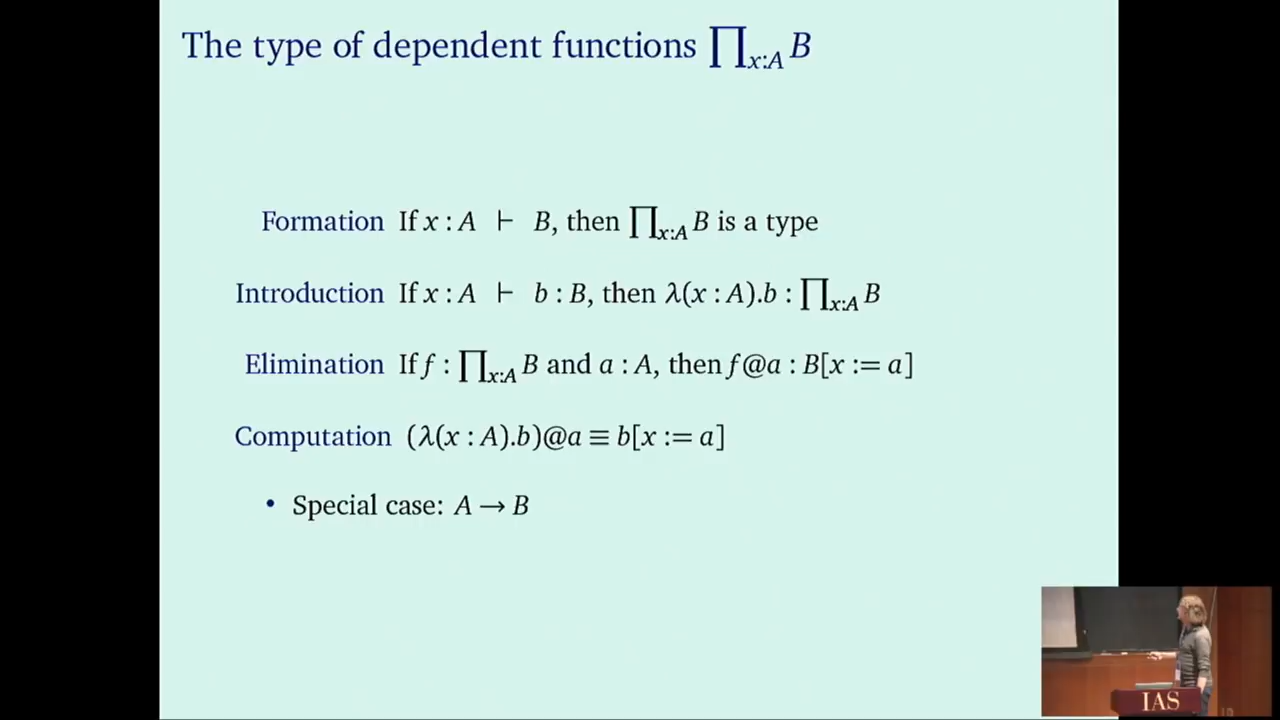 The type of dependent functions ∏x:A B
Formation If x : A ⊢ B, then ∏x:A B is a type
Introduction If x : A ⊢ b : B, then λ(x : A).b : ∏x:A B
Elimination If f : ∏x:A B and a : A, then f@a : B[x := a]
Computation (λ(x : A).b)@a ≡ b[x := a]
• Special case: A → B
IAS